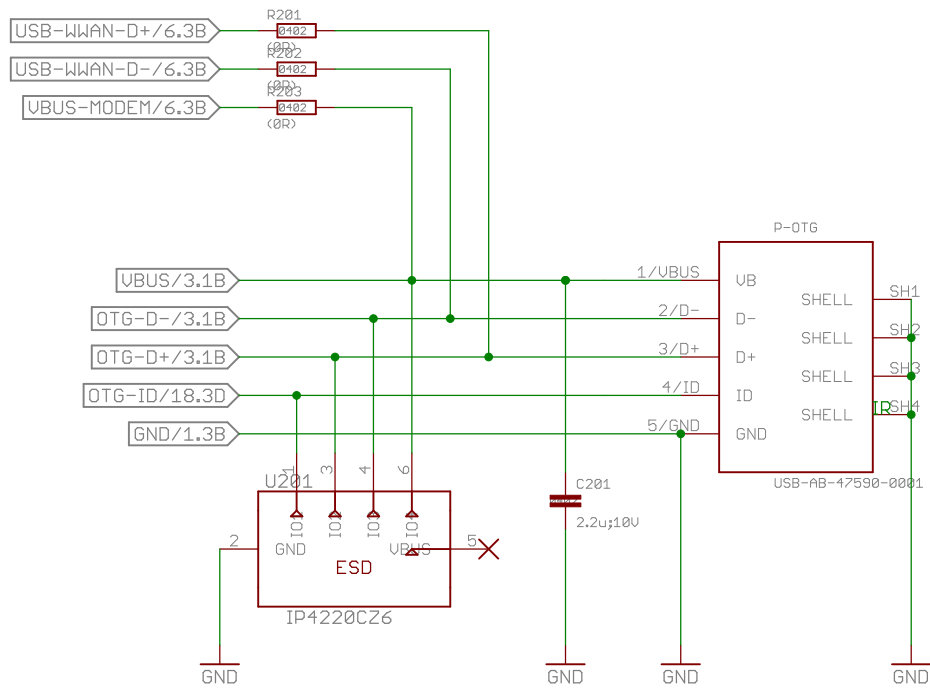 R201
USB-WWAN-D+/6.3B
0402
(0R)
R202
USB-WWAN-D-/6.3B
0402
(0R)
R203
VBUS-MODEM/6.3B
0402
(0R)
P-OTG
VBUS/3.1B
1/VBUS
VB
SHELL
SH1
OTG-D-/3.1B
2/D-
D-
SHELL
SH2
OTG-D+/3.1B
3/D+
D+
SHELL
SH3
OTG-ID/18.3D
4/ID
ID
SHELL
SH4
GND/1.3B
5/GND
GND
USB-AB-47590-0001
1
3
4
6
U201
C201
2.2u;10V
IO1
IO2
IO3
IO4
2
GND
VBUS
5
ESD
IP4220CZ6
GND
GND
GND
GND